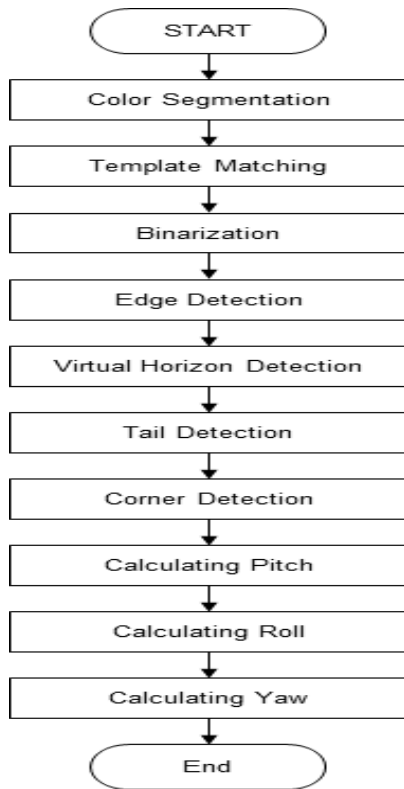 START
Color Segmentation
Template Matching
Binarization
Edge Detection
Virtual Horizon Detection
Tail Detection
Corner Detection
Calculating Pitch
Calculating Roll
Calculating Yaw
End